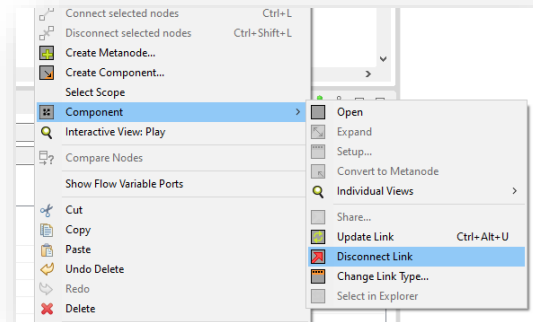 Connect selected nodes Ctrl+L
Disconnect selected nodes Ctrl+Shift+L
Create Metanode...
Create Component...
Select Scope
Component
Interactive View: Play
Compare Nodes
Show Flow Variable Ports
Cut
Copy
Paste
Undo Delete
Redo
Delete
Open
Expand
Setup...
Convert to Metanode
Individual Views
Share...
Update Link Ctrl+Alt+U
Disconnect Link
Change Link Type...
Select in Explorer